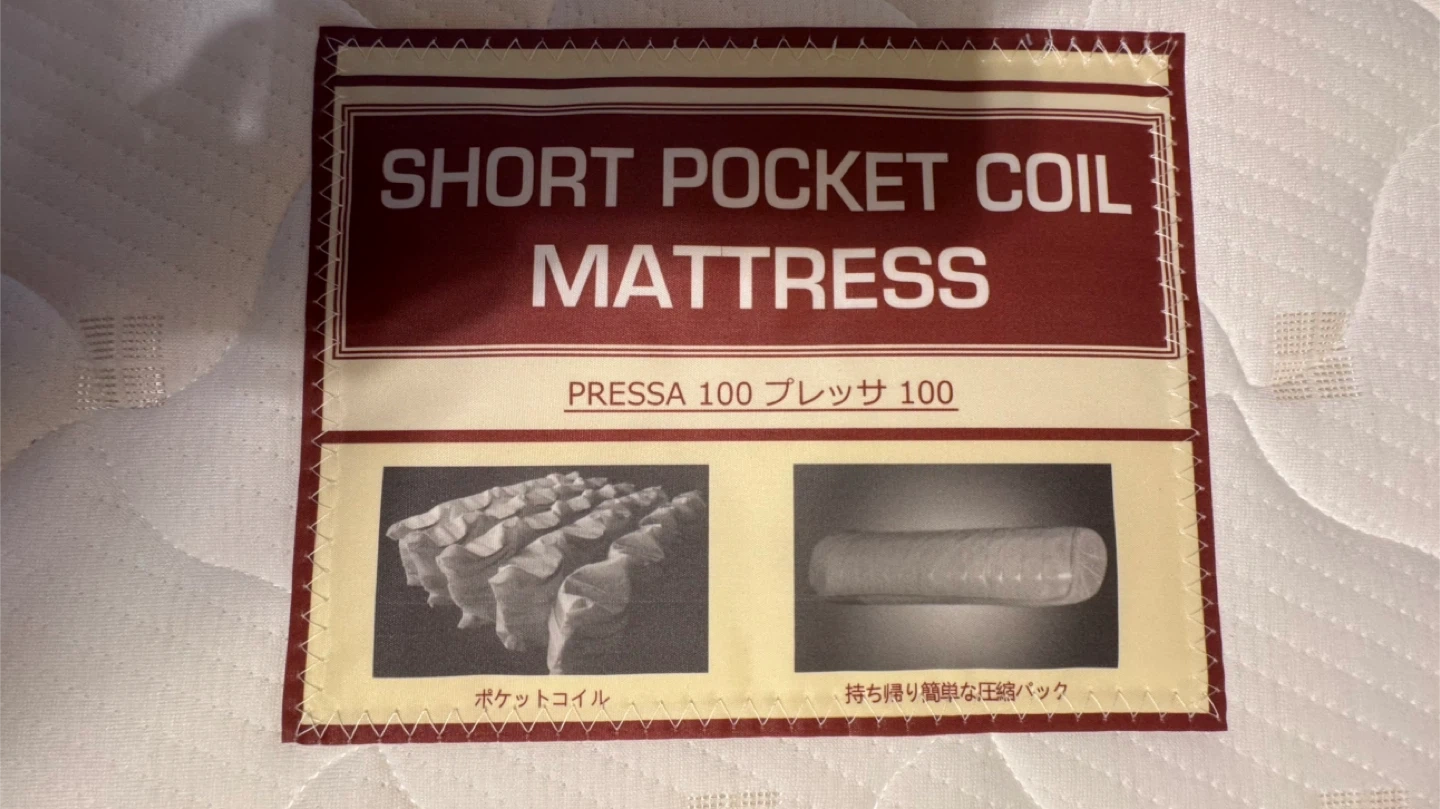 SHORT POCKET COIL
MATTRESS
PRESSA 100 プレッサ 100
ポケットコイル
持ち帰り簡単な圧縮パック